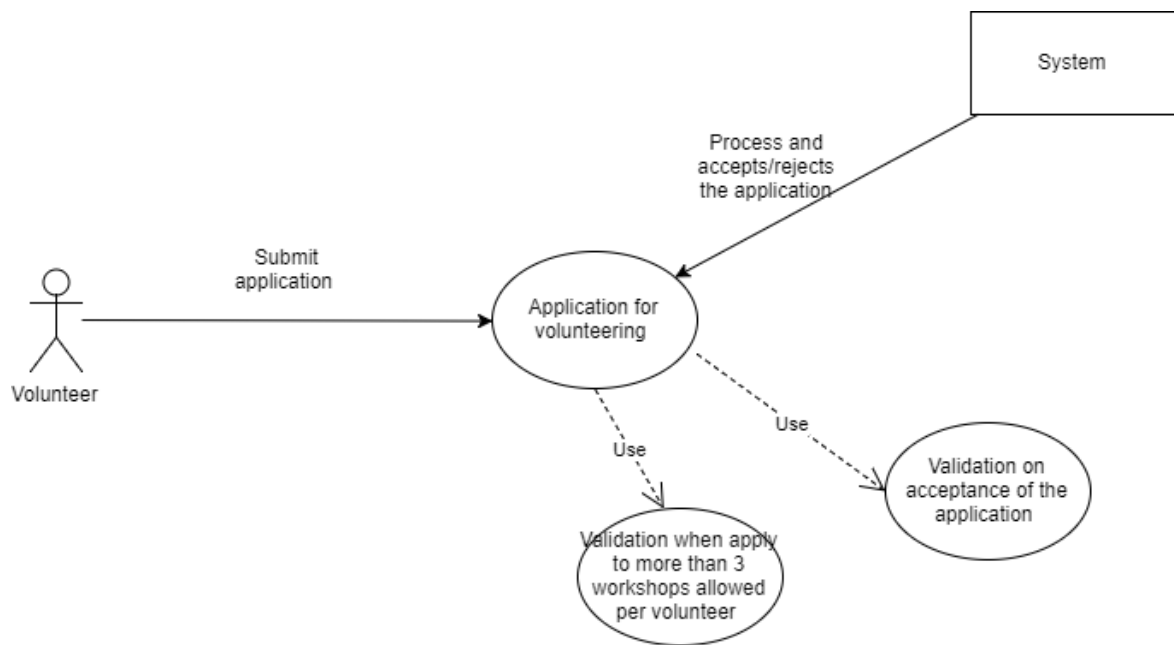 System
Process and
accepts/rejects
the application
Submit
application
Application for
volunteering
Volunteer
Use
Use
Validation on
acceptance of the
application
Validation when apply
to more than 3
workshops allowed
per volunteer